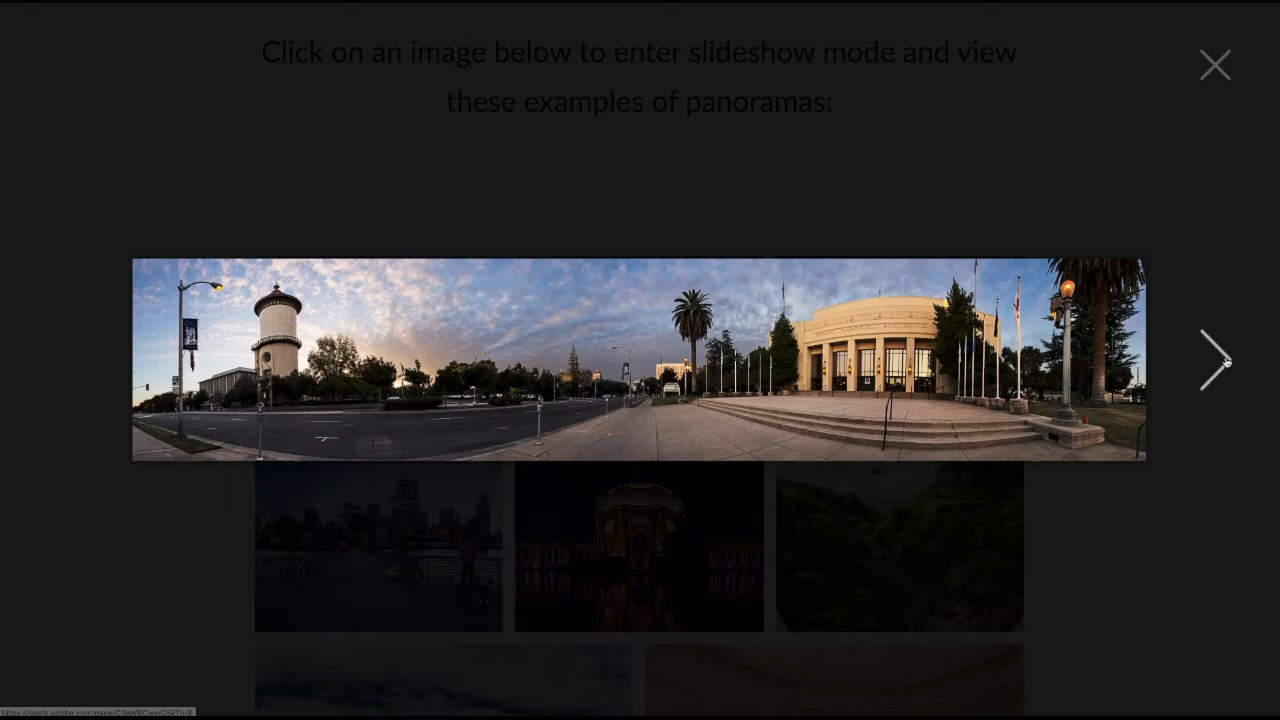 Click on an image below to enter slideshow mode and view
these examples of panoramas: